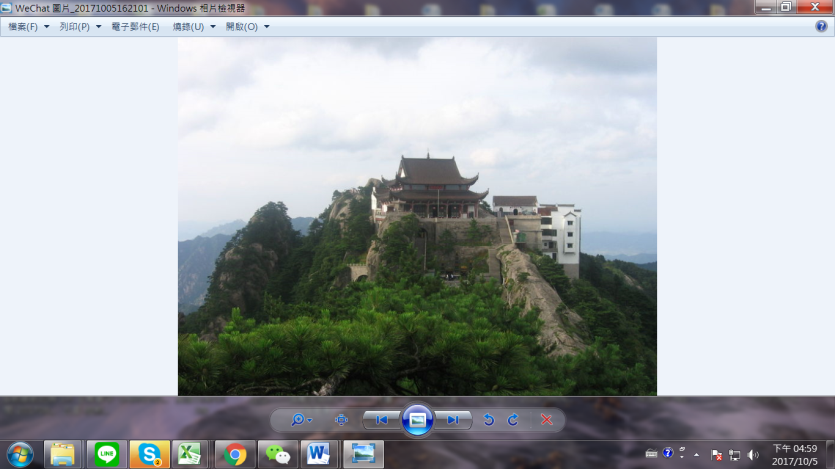 WeChat 圖片_20171005162101 - Windows 相片檢視器
檔案(F) 列印(P) 電子郵件(E) 燒錄(U) 開啟(O)
LINE
下午 04:59
2017/10/5